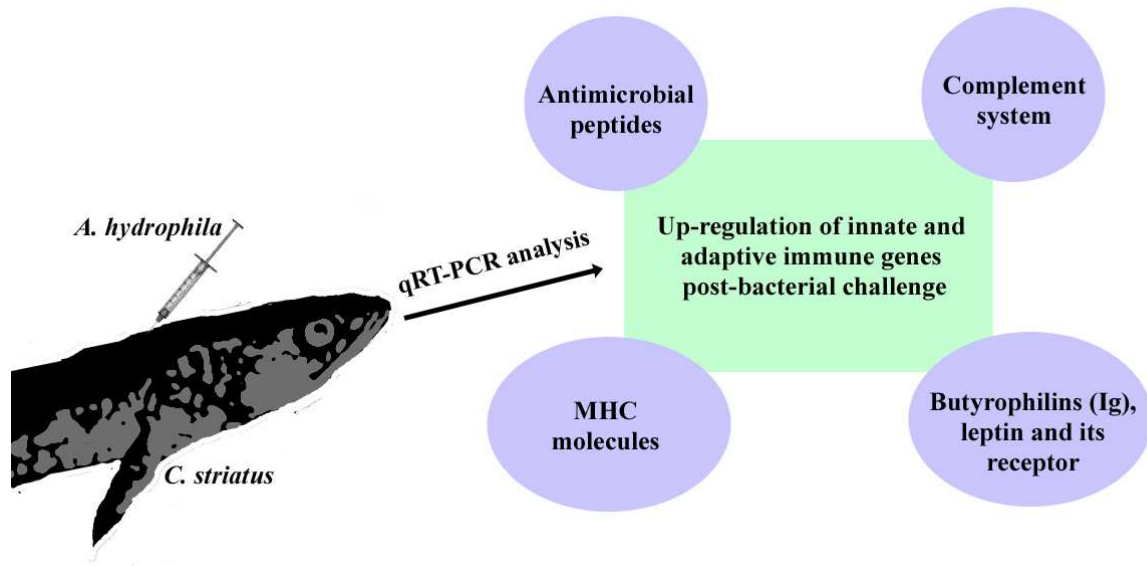 A. hydrophila
C. striatus
qRT-PCR analysis
Antimicrobial
peptides
Complement
system
Up-regulation of innate and
adaptive immune genes
post-bacterial challenge
MHC
molecules
Butyrophilins (Ig),
leptin and its
receptor